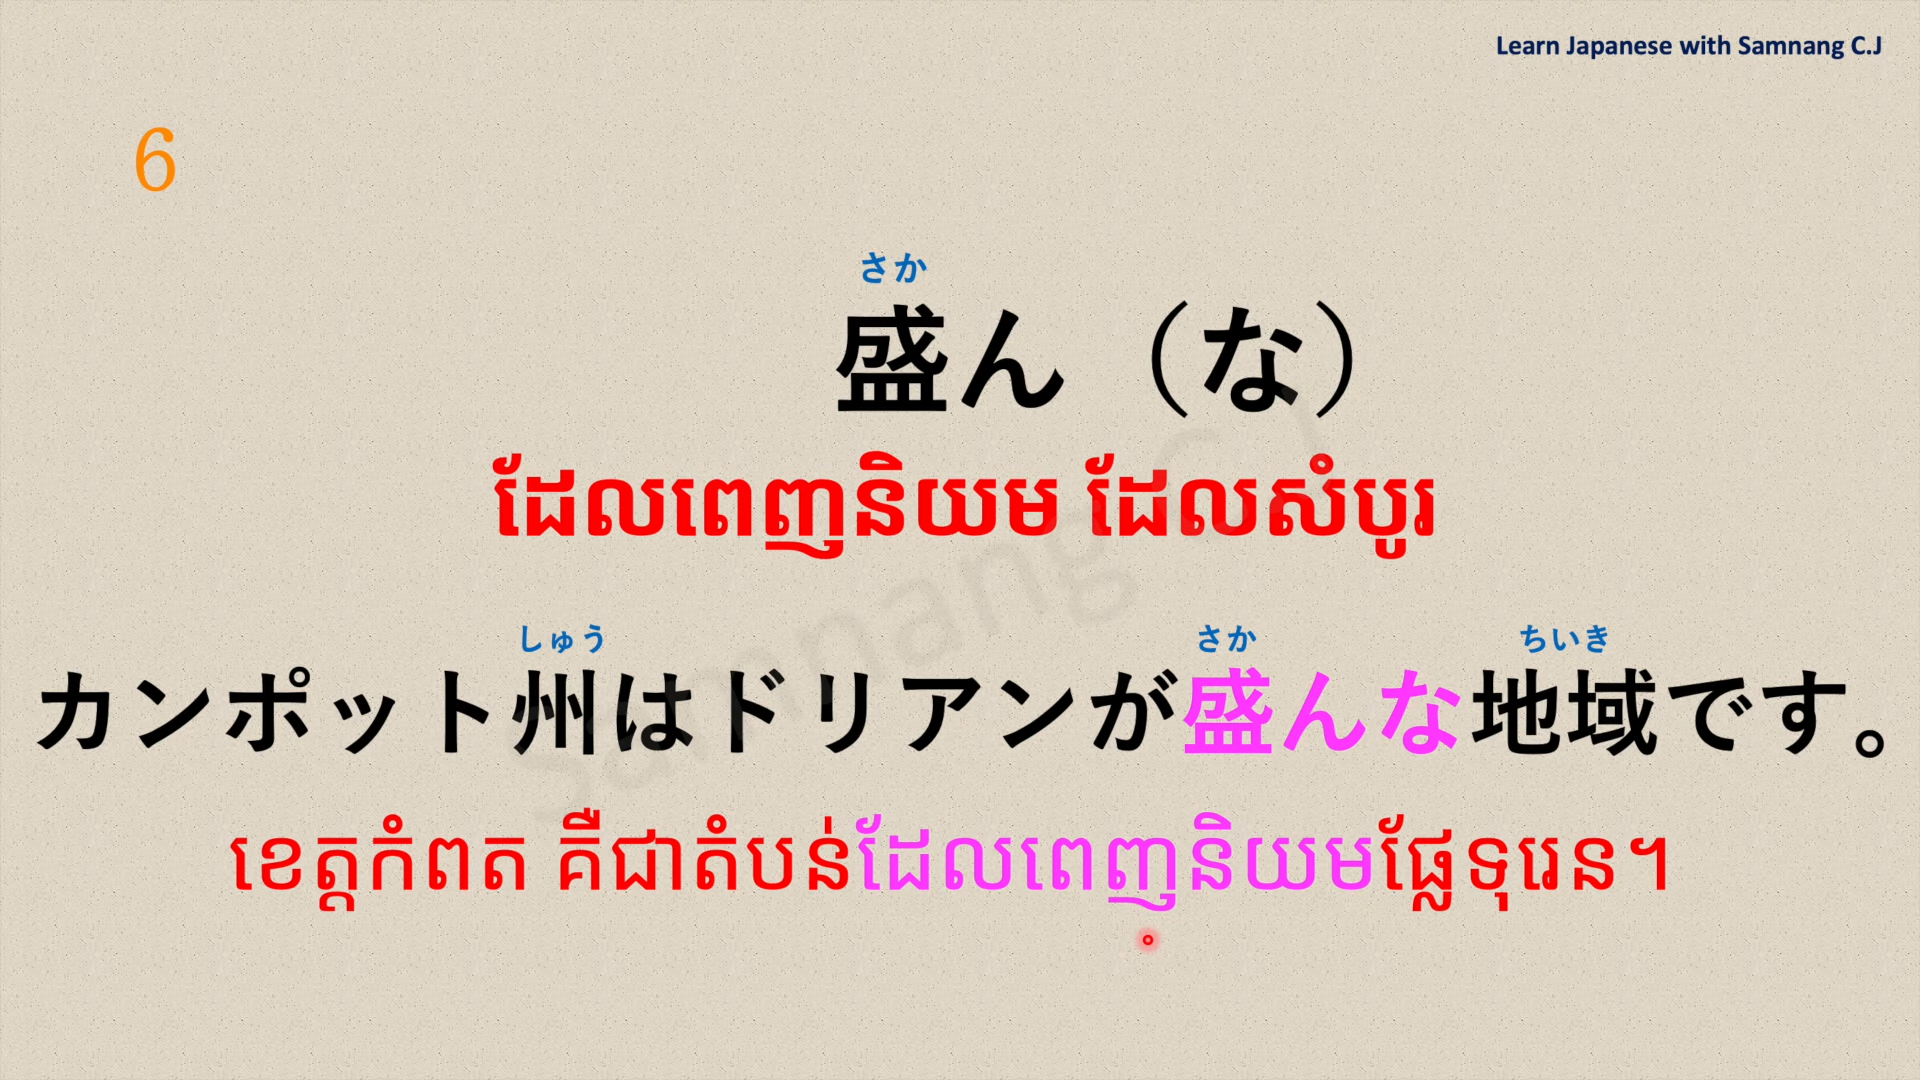 Learn Japanese with Samnang C.J
6
さか
盛ん（な）
ដែលពេញនិយម ដែលសំបូរ
しゅう さか ちいき
カンポット州はドリアンが盛んな地域です。
ខេត្តកំពត គឺជាតំបន់ដែលពេញនិយមផ្លែទុរេន។
Samnang C.J